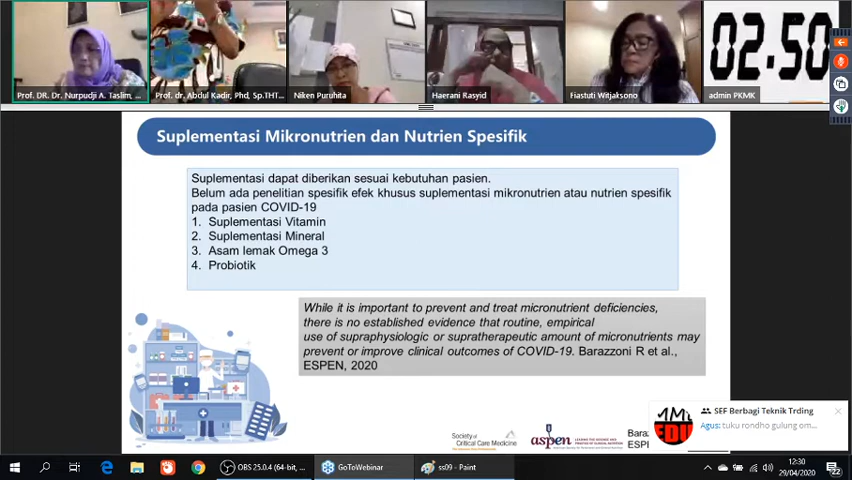 02.50
Prof. DR. Dr. Nurpudji A. Taslim, ...
Prof. dr. Abdul Kadir, Phd, Sp.THT...
Niken Puruhita
Haerani Rasyid
Fiastuti Witjaksono
admin PKMK
Suplementasi Mikronutrien dan Nutrien Spesifik
Suplementasi dapat diberikan sesuai kebutuhan pasien.
Belum ada penelitian spesifik efek khusus suplementasi mikronutrien atau nutrien spesifik
pada pasien COVID-19
1. Suplementasi Vitamin
2. Suplementasi Mineral
3. Asam lemak Omega 3
4. Probiotik
While it is important to prevent and treat micronutrient deficiencies,
there is no established evidence that routine, empirical
use of supraphysiologic or supratherapeutic amount of micronutrients may
prevent or improve clinical outcomes of COVID-19. Barazzoni R et al.,
ESPEN, 2020
Society of
Critical Care Medicine
aspen
Baraz
ESPI
EDU
SEF Berbagi Teknik Trding
Agus: tuku rondho gulung om...
OBS 25.0.4 (64-bit, ...
GoToWebinar
ss09 - Paint
12:30
29/04/2020
22